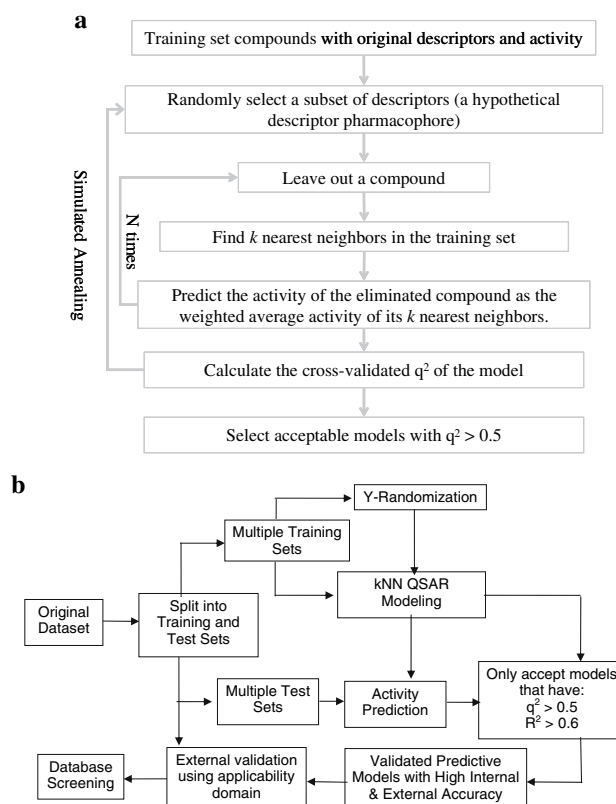 a
Training set compounds with original descriptors and activity
Randomly select a subset of descriptors (a hypothetical
descriptor pharmacophore)
Leave out a compound
Find k nearest neighbors in the training set
Predict the activity of the eliminated compound as the
weighted average activity of its k nearest neighbors.
Calculate the cross-validated q² of the model
Select acceptable models with q² > 0.5
Simulated Annealing
N times
b
Y-Randomization
Multiple Training
Sets
kNN QSAR
Modeling
Original
Dataset
Split into
Training and
Test Sets
Multiple Test
Sets
Activity
Prediction
Only accept models
that have:
q² > 0.5
R² > 0.6
Database
Screening
External validation
using applicability
domain
Validated Predictive
Models with High Internal
& External Accuracy